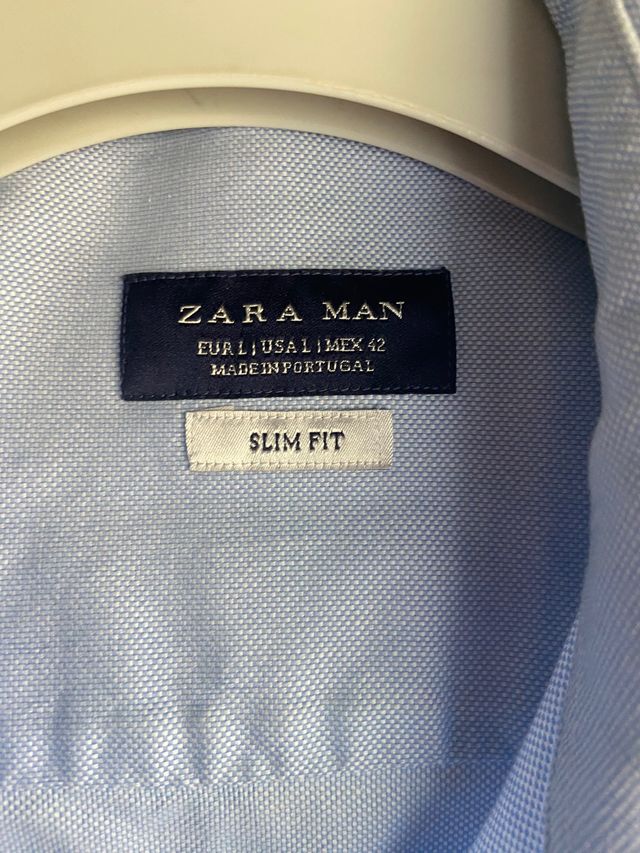 ZARA MAN
EUR L | USA L | MEX 42
MADE IN PORTUGAL
SLIM FIT